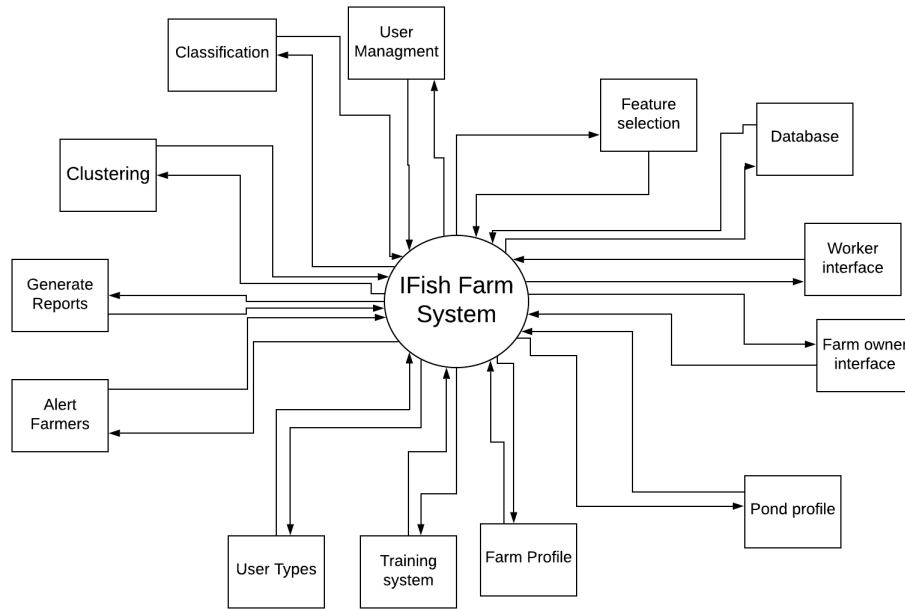 User
Managment
Classification
Feature
selection
Database
Clustering
Worker
interface
Generate
Reports
IFish Farm
System
Farm owner
interface
Alert
Farmers
Pond profile
User Types
Training
system
Farm Profile